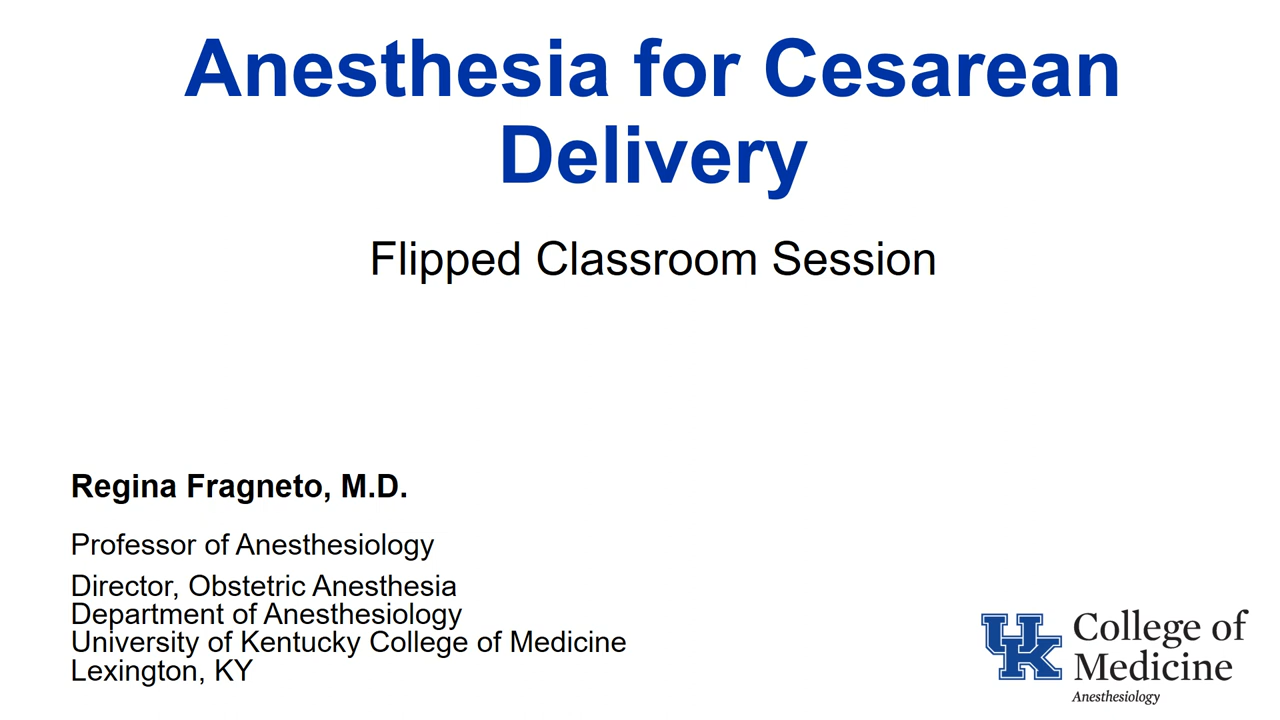 Anesthesia for Cesarean
Delivery
Flipped Classroom Session
Regina Fragneto, M.D.
Professor of Anesthesiology
Director, Obstetric Anesthesia
Department of Anesthesiology
University of Kentucky College of Medicine
Lexington, KY
UK
College of
Medicine
Anesthesiology